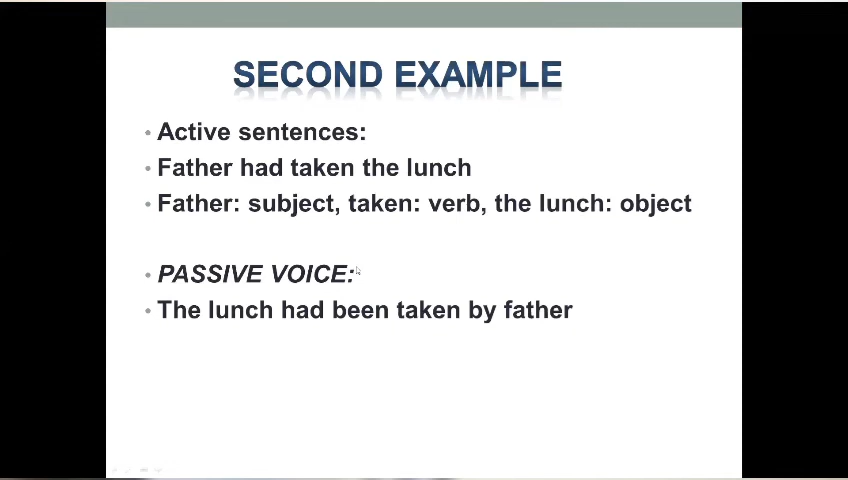 SECOND EXAMPLE
• Active sentences:
• Father had taken the lunch
• Father: subject, taken: verb, the lunch: object
• PASSIVE VOICE:
• The lunch had been taken by father